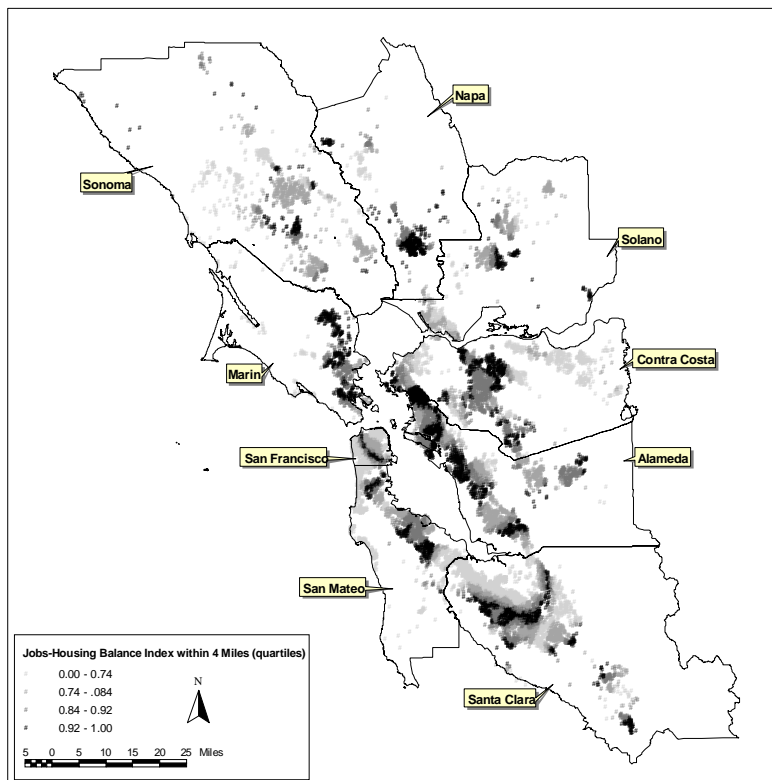 Napa
Sonoma
Solano
Contra Costa
Marin
San Francisco
Alameda
San Mateo
Santa Clara
Jobs-Housing Balance Index within 4 Miles (quartiles)
0.00 - 0.74
0.74 - .084
0.84 - 0.92
0.92 - 1.00
N
5 0 5 10 15 20 25 Miles